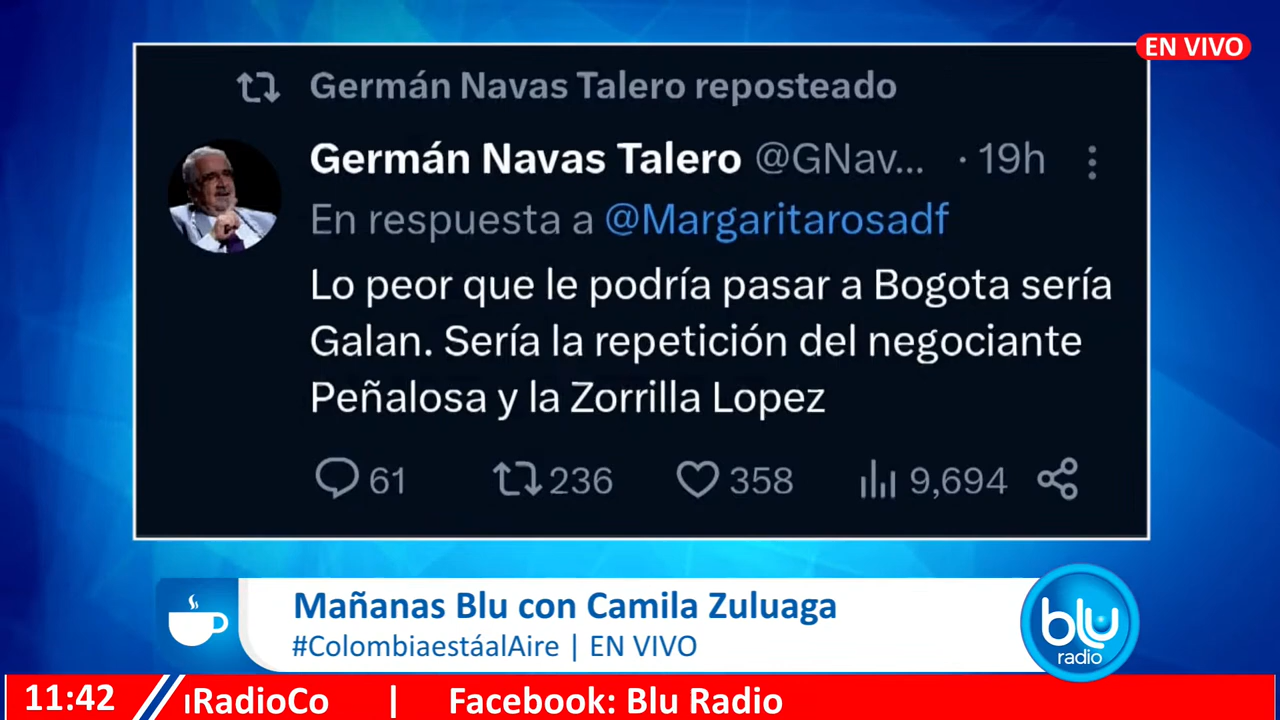 EN VIVO
Germán Navas Talero reposteado
Germán Navas Talero @GNav... · 19h
En respuesta a @Margaritarosadf
Lo peor que le podría pasar a Bogota sería
Galan. Sería la repetición del negociante
Peñalosa y la Zorrilla Lopez
61 236 358 9,694
Mañanas Blu con Camila Zuluaga
#ColombiaestáalAire | EN VIVO
blu
radio
11:42 RadioCo | Facebook: Blu Radio